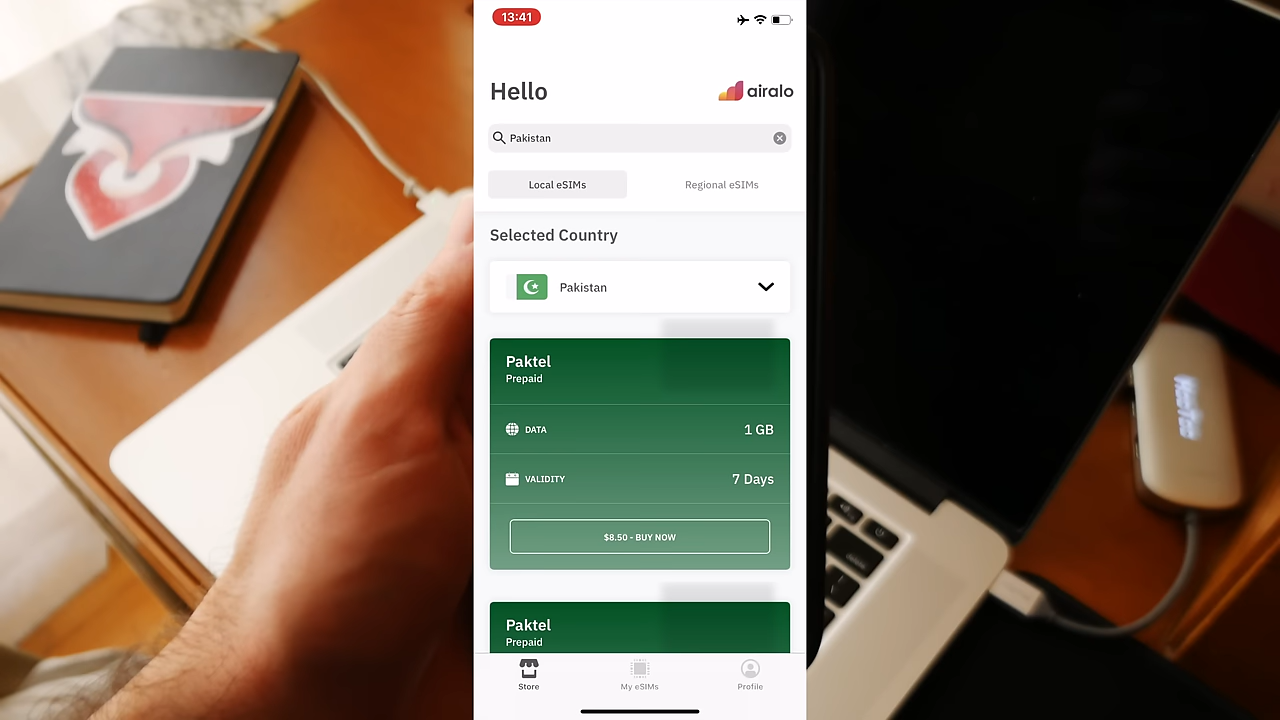 13:41
Hello
airalo
Pakistan
Local eSIMs
Regional eSIMs
Selected Country
Pakistan
Paktel
Prepaid
DATA
1 GB
VALIDITY
7 Days
$8.50 - BUY NOW
Paktel
Prepaid
Store
My eSIMs
Profile